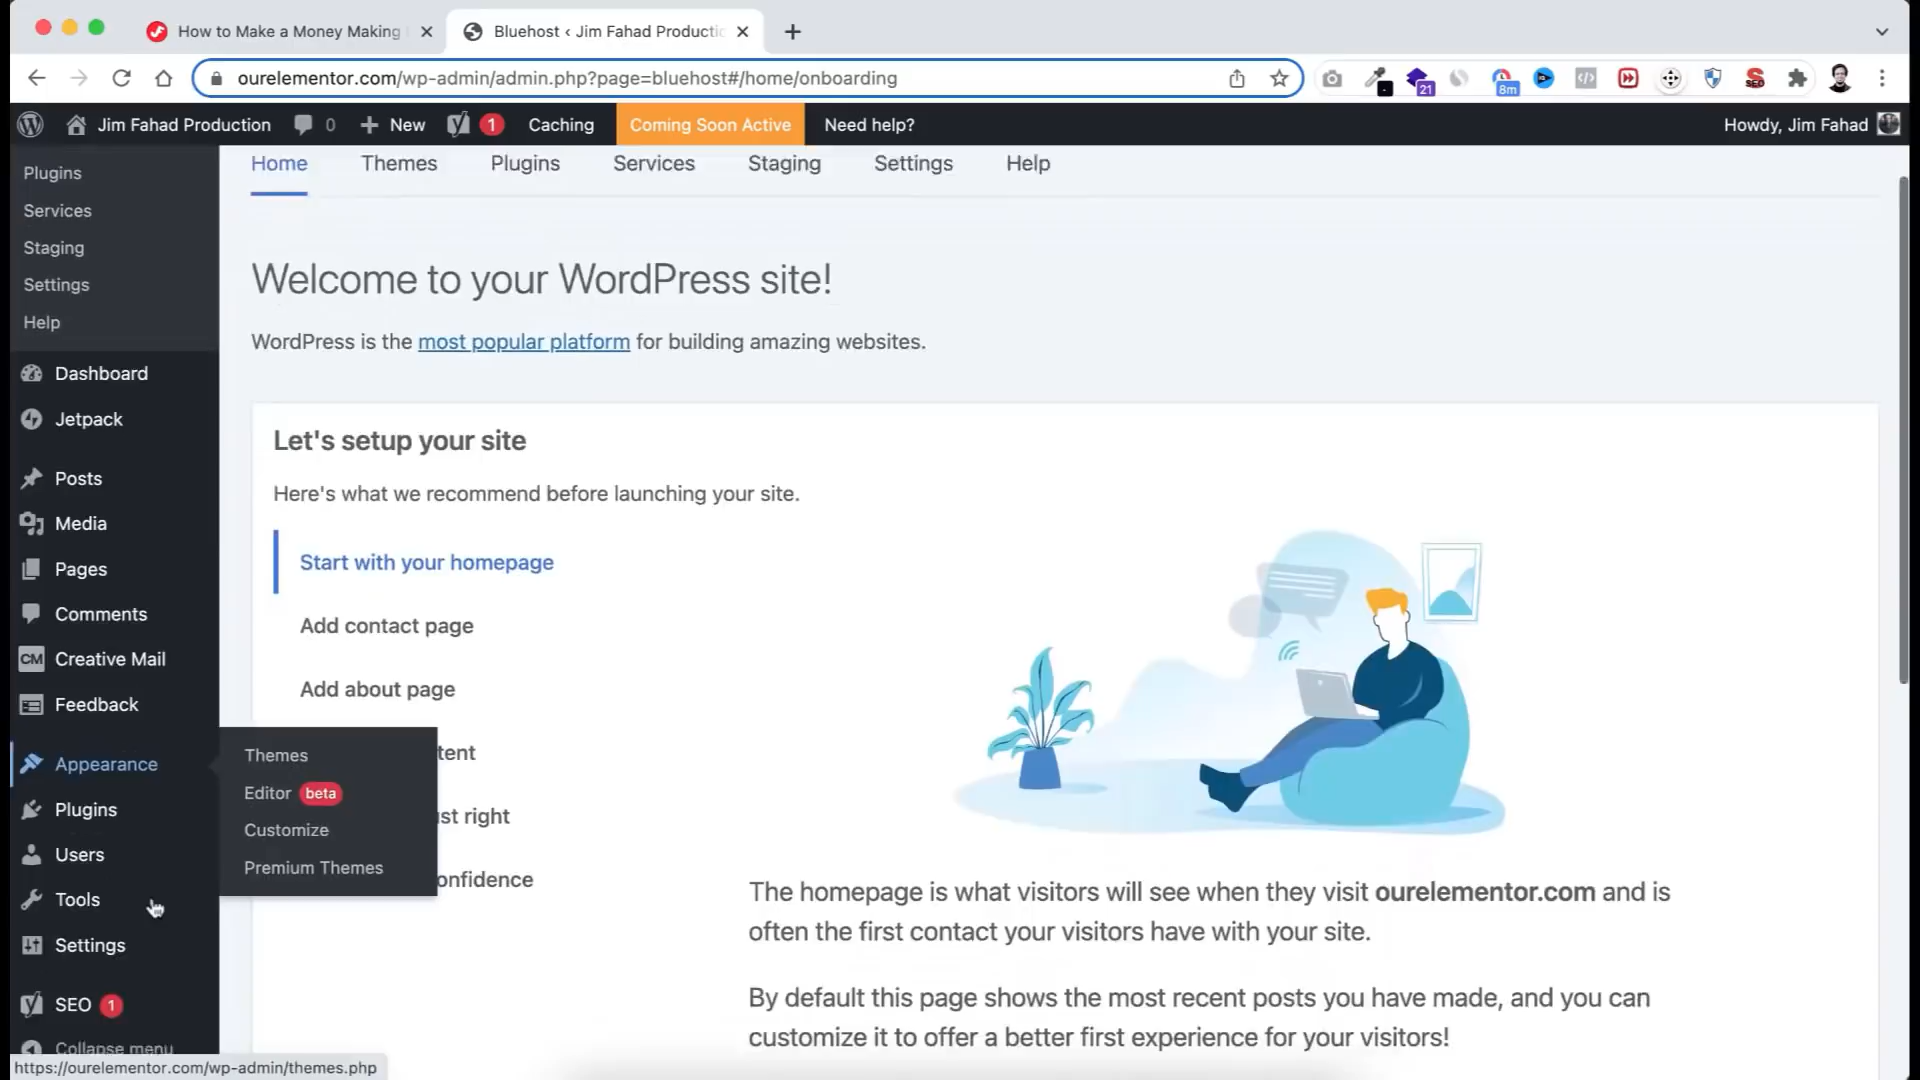 How to Make a Money Making
Bluehost ‹ Jim Fahad Producti
ourelementor.com/wp-admin/admin.php?page=bluehost#/home/onboarding
21
8m
SEO
Jim Fahad Production
0
New
1
Caching
Coming Soon Active
Need help?
Howdy, Jim Fahad
Plugins
Services
Staging
Settings
Help
Dashboard
Jetpack
Posts
Media
Pages
Comments
CM Creative Mail
Feedback
Appearance
Plugins
Users
Tools
Settings
SEO 1
Collapse menu
Themes
Editor beta
Customize
Premium Themes
Home
Themes
Plugins
Services
Staging
Settings
Help
Welcome to your WordPress site!
WordPress is the most popular platform for building amazing websites.
Let's setup your site
Here's what we recommend before launching your site.
Start with your homepage
Add contact page
Add about page
tent
st right
onfidence
The homepage is what visitors will see when they visit ourelementor.com and is
often the first contact your visitors have with your site.
By default this page shows the most recent posts you have made, and you can
customize it to offer a better first experience for your visitors!
https://ourelementor.com/wp-admin/themes.php